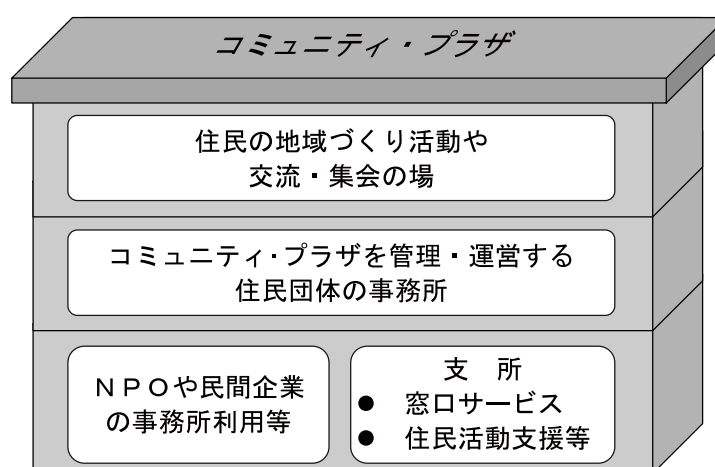 コミュニティ・プラザ
住民の地域づくり活動や
交流・集会の場
コミュニティ・プラザを管理・運営する
住民団体の事務所
ＮＰＯや民間企業
の事務所利用等
支　所
● 窓口サービス
● 住民活動支援等